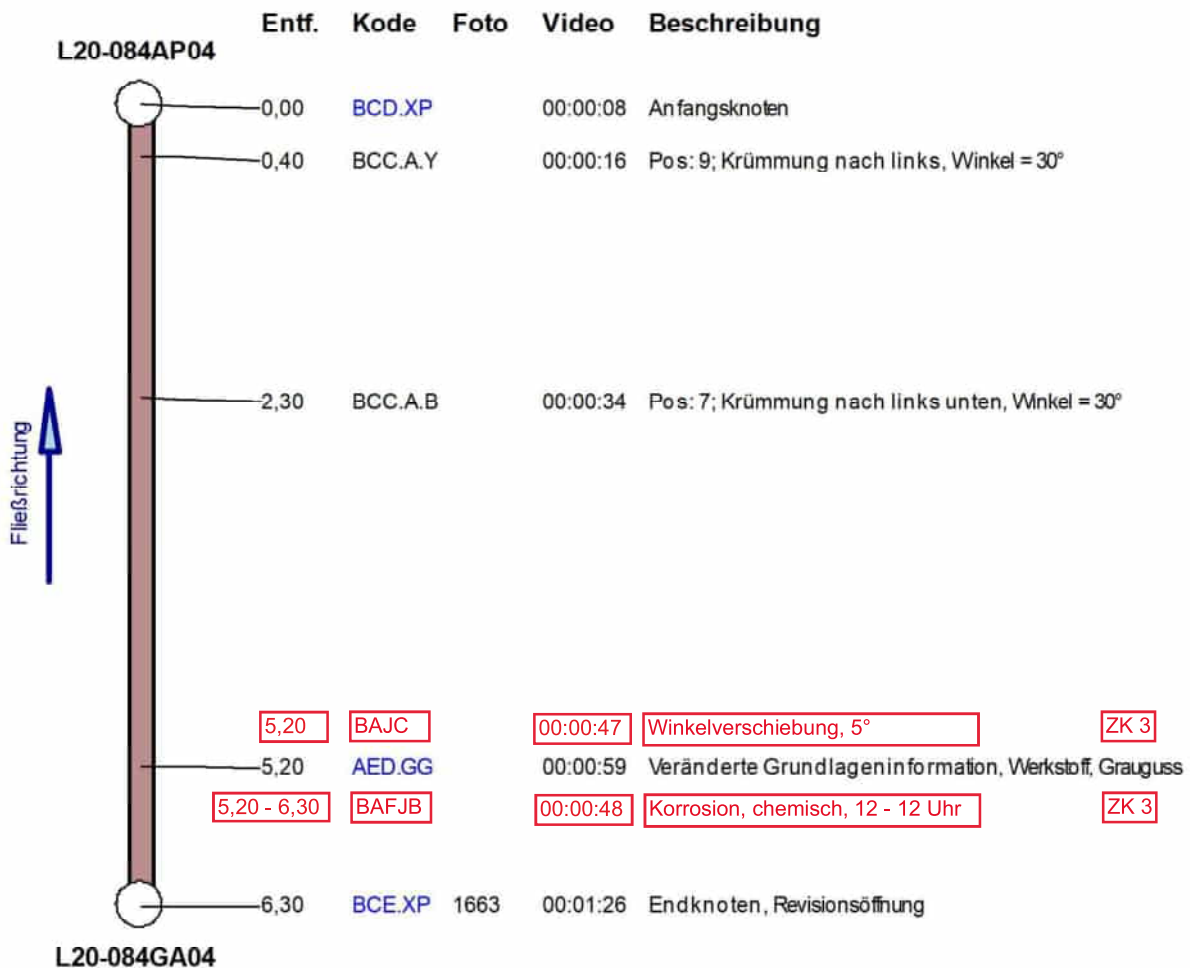 Entf. Kode Foto Video Beschreibung
L20-084AP04
0,00 BCD.XP 00:00:08 Anfangsknoten
0,40 BCC.A.Y 00:00:16 Pos: 9; Krümmung nach links, Winkel = 30°
2,30 BCC.A.B 00:00:34 Pos: 7; Krümmung nach links unten, Winkel = 30°
Fließrichtung
5,20 BAJC 00:00:47 Winkelverschiebung, 5° ZK 3
5,20 AED.GG 00:00:59 Veränderte Grundlageninformation, Werkstoff, Grauguss
5,20 - 6,30 BAFJB 00:00:48 Korrosion, chemisch, 12 - 12 Uhr ZK 3
6,30 BCE.XP 1663 00:01:26 Endknoten, Revisionsöffnung
L20-084GA04